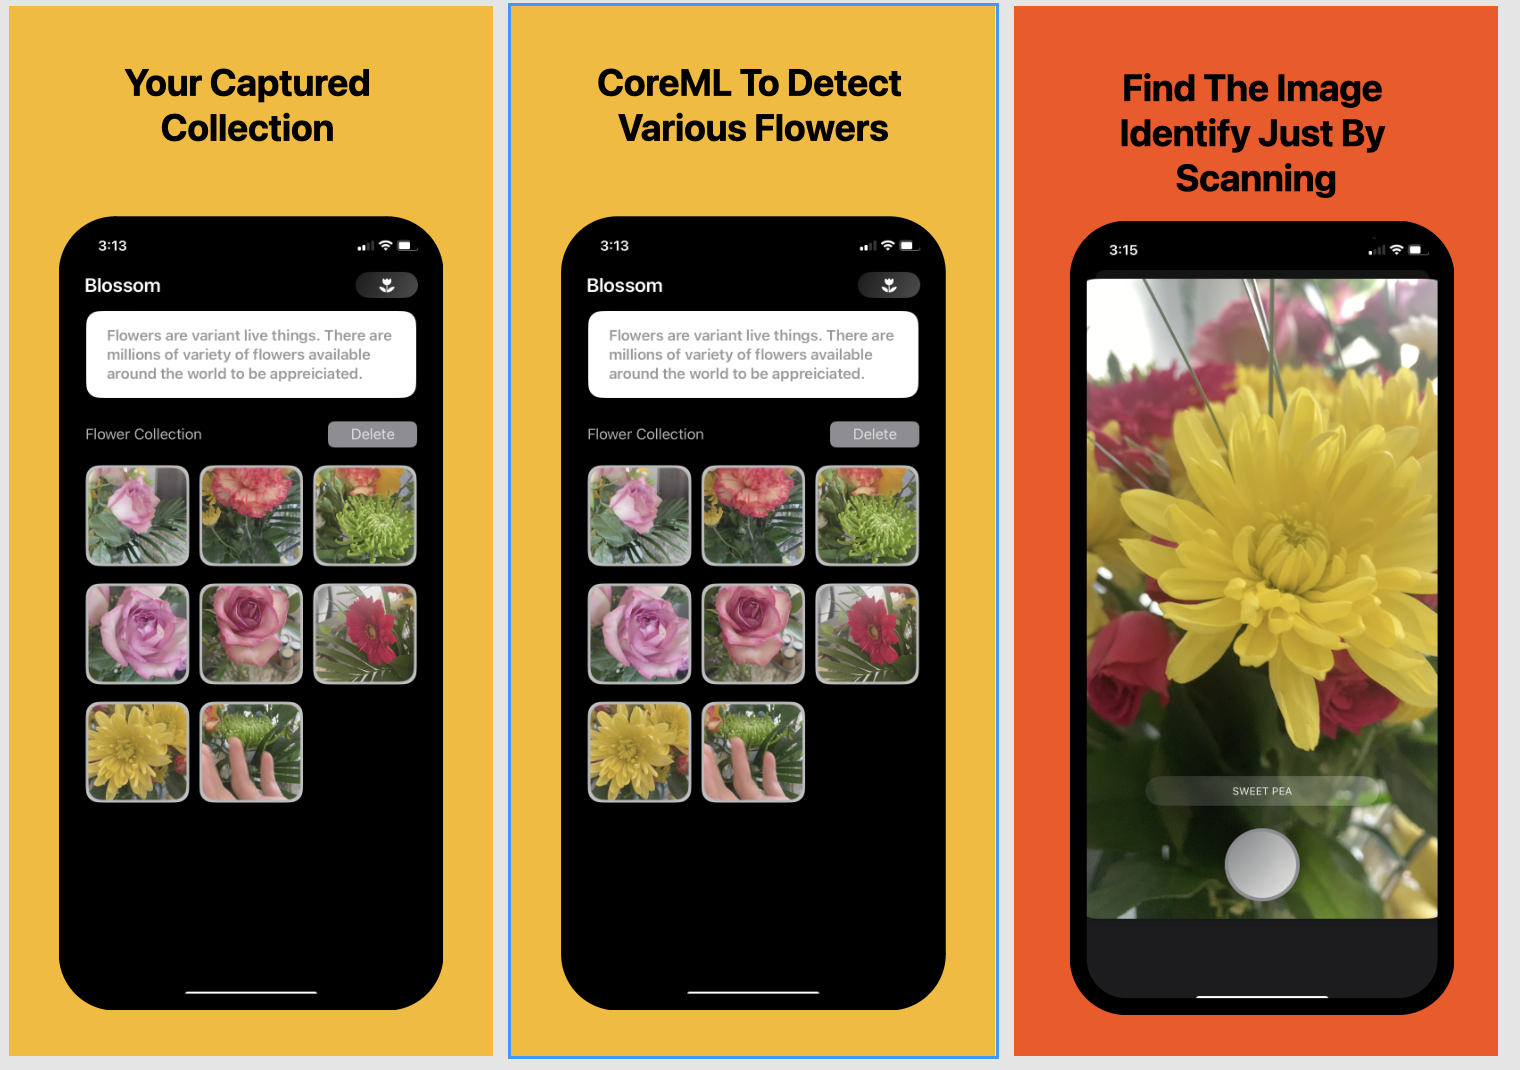 Your Captured
Collection
3:13
Blossom
Flowers are variant live things. There are
millions of variety of flowers available
around the world to be appreiciated.
Flower Collection
Delete
CoreML To Detect
Various Flowers
3:13
Blossom
Flowers are variant live things. There are
millions of variety of flowers available
around the world to be appreiciated.
Flower Collection
Delete
Find The Image
Identify Just By
Scanning
3:15
SWEET PEA